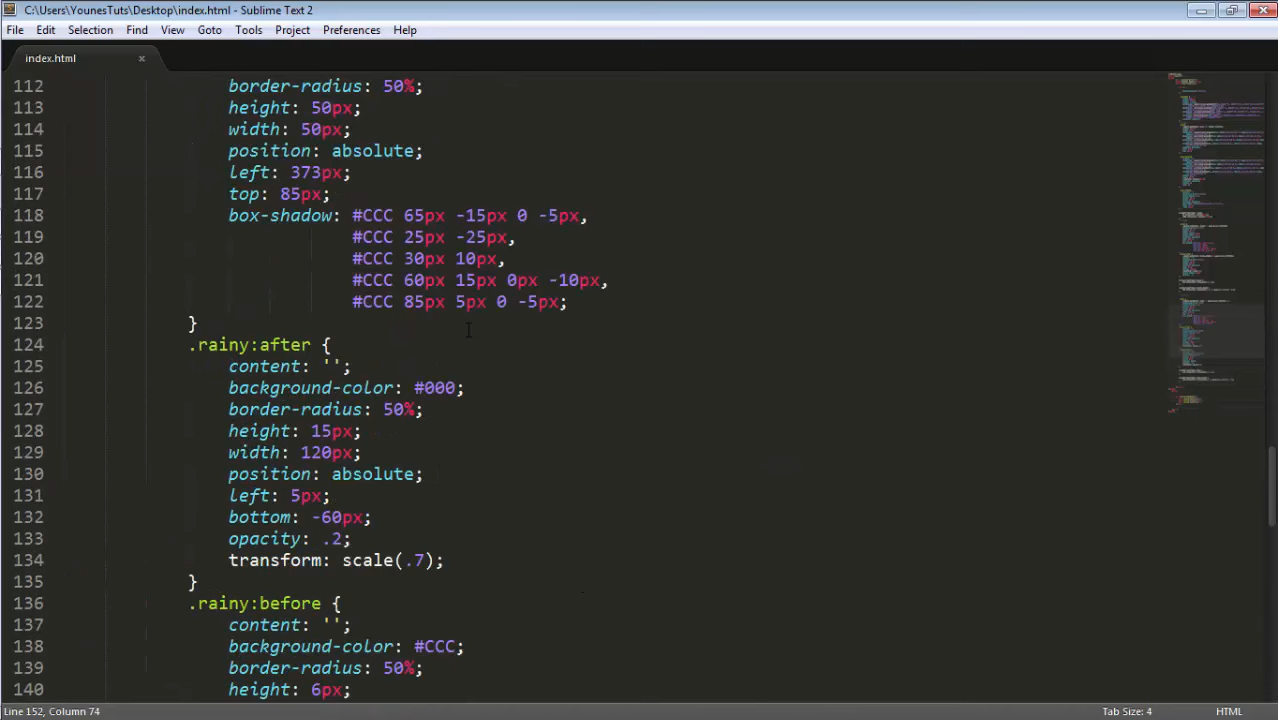 C:\Users\YounesTuts\Desktop\index.html - Sublime Text 2
File Edit Selection Find View Goto Tools Project Preferences Help
index.html ×
112 border-radius: 50%;
113 height: 50px;
114 width: 50px;
115 position: absolute;
116 left: 373px;
117 top: 85px;
118 box-shadow: #CCC 65px -15px 0 -5px,
119 #CCC 25px -25px,
120 #CCC 30px 10px,
121 #CCC 60px 15px 0px -10px,
122 #CCC 85px 5px 0 -5px;
123 }
124 .rainy:after {
125 content: '';
126 background-color: #000;
127 border-radius: 50%;
128 height: 15px;
129 width: 120px;
130 position: absolute;
131 left: 5px;
132 bottom: -60px;
133 opacity: .2;
134 transform: scale(.7);
135 }
136 .rainy:before {
137 content: '';
138 background-color: #CCC;
139 border-radius: 50%;
140 height: 6px;
Line 152, Column 74 Tab Size: 4 HTML